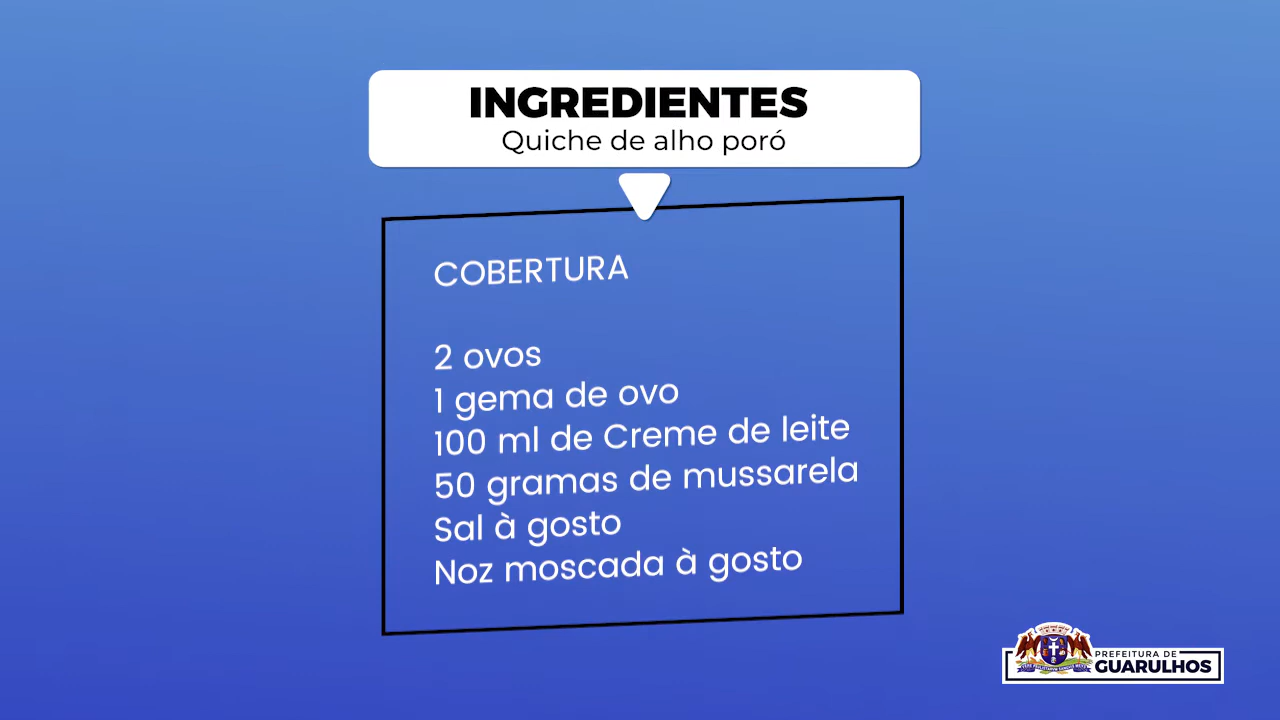 INGREDIENTES
Quiche de alho poró
COBERTURA
2 ovos
1 gema de ovo
100 ml de Creme de leite
50 gramas de mussarela
Sal à gosto
Noz moscada à gosto
PREFEITURA DE
GUARULHOS